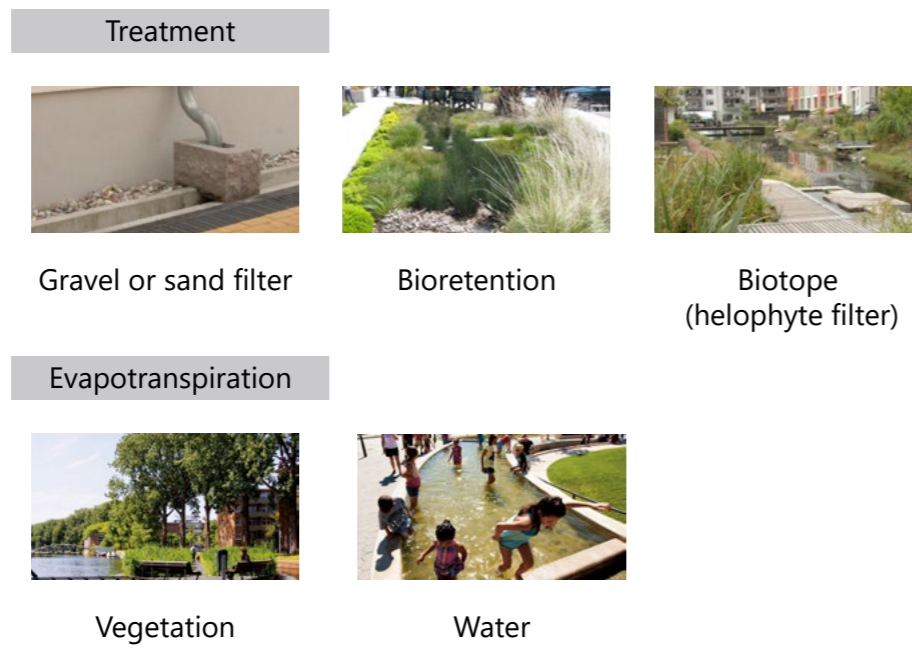 Treatment
Gravel or sand filter
Bioretention
Biotope
(helophyte filter)
Evapotranspiration
Vegetation
Water